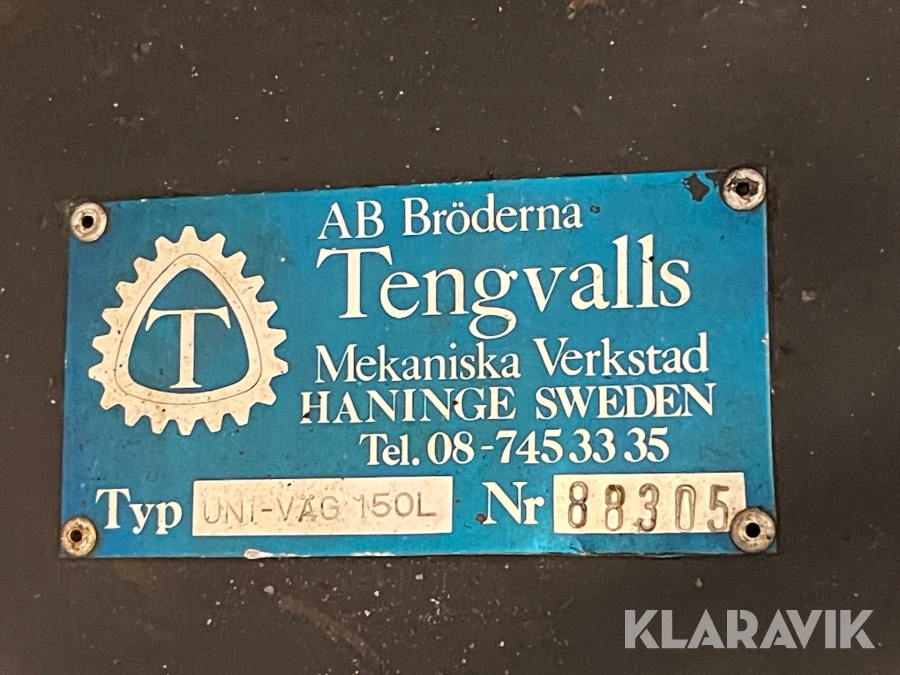 AB Bröderna
Tengvalls
T
Mekaniska Verkstad
HANINGE SWEDEN
Tel. 08-745 33 35
Typ UNI-VÅG 150L Nr 88305
KLARAVIK